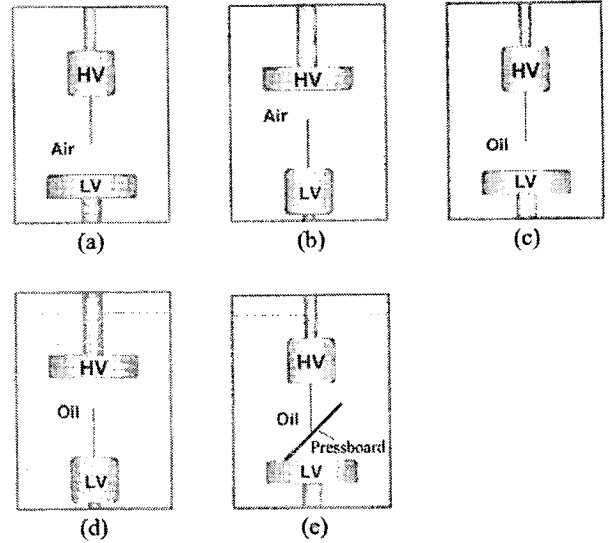 HV
Air
LV
(a)
HV
Air
LV
(b)
HV
Oil
LV
(c)
HV
Oil
LV
(d)
HV
Oil
Pressboard
LV
(e)